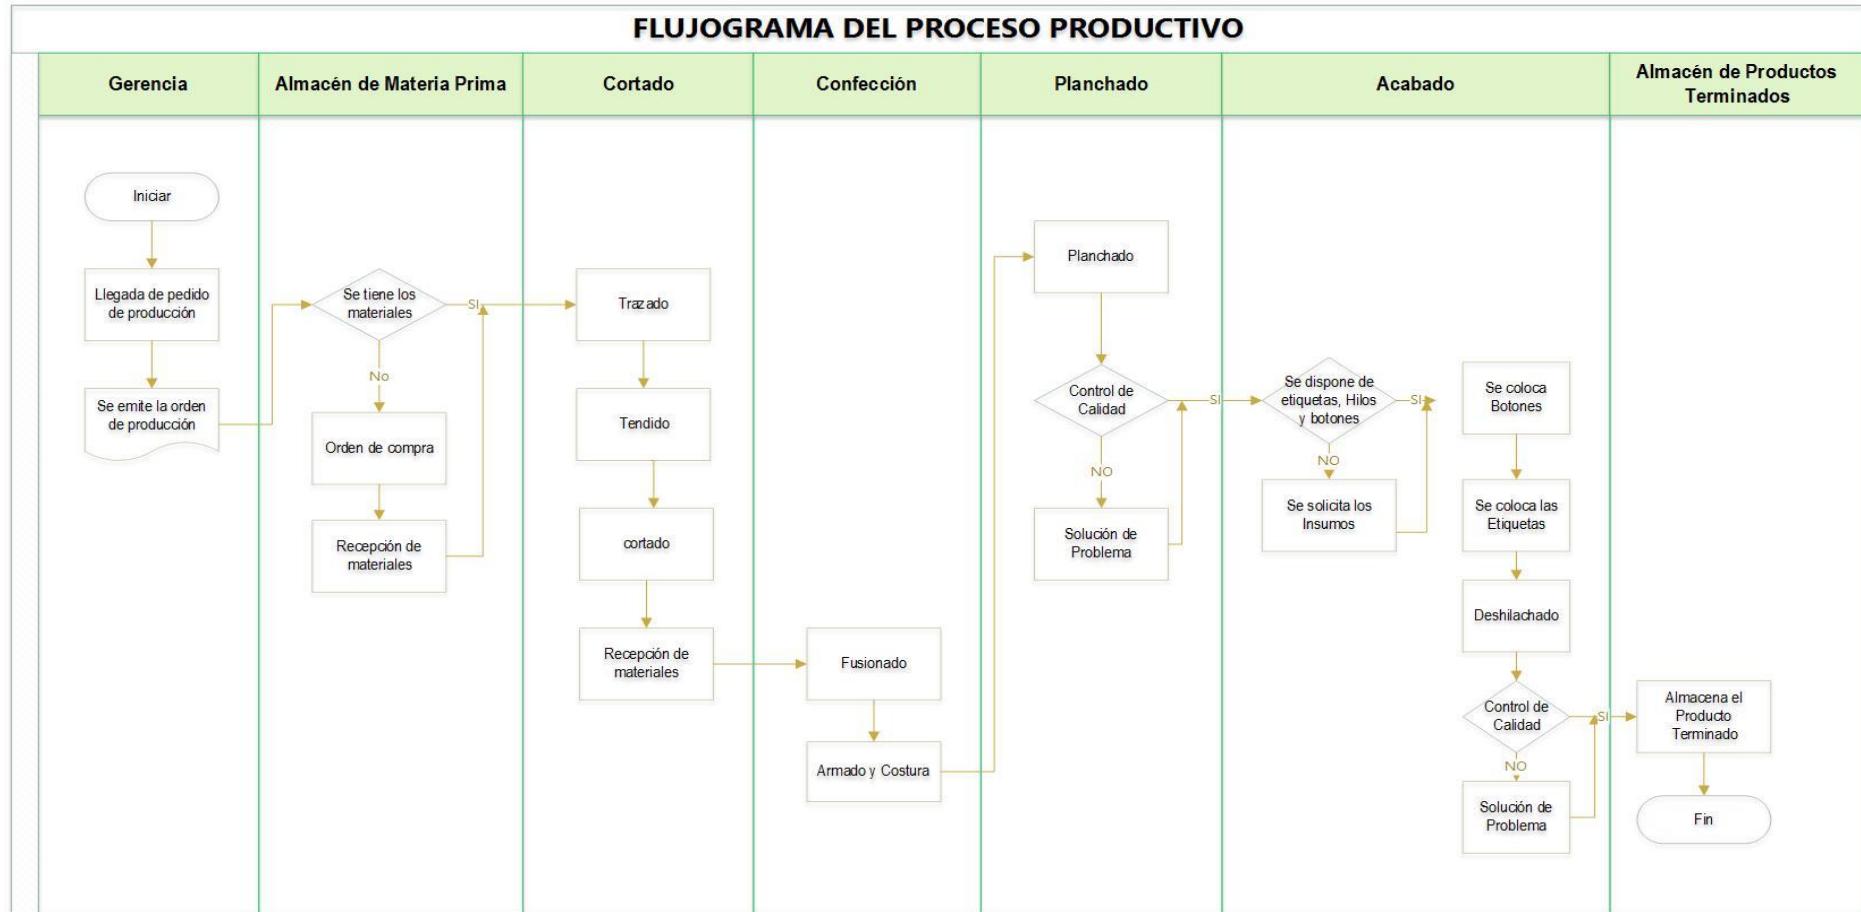 FLUJOGRAMA DEL PROCESO PRODUCTIVO
Gerencia
Almacén de Materia Prima
Cortado
Confección
Planchado
Acabado
Almacén de Productos
Terminados
Iniciar
Llegada de pedido
de producción
Se emite la orden
de producción
Se tiene los
materiales
SI
No
Orden de compra
Recepción de
materiales
Trazado
Tendido
cortado
Recepción de
materiales
Fusionado
Armado y Costura
Planchado
Control de
Calidad
SI
NO
Solución de
Problema
Se dispone de
etiquetas, Hilos
y botones
SI
NO
Se solicita los
Insumos
Se coloca
Botones
Se coloca las
Etiquetas
Deshilachado
Control de
Calidad
SI
NO
Solución de
Problema
Almacena el
Producto
Terminado
Fin